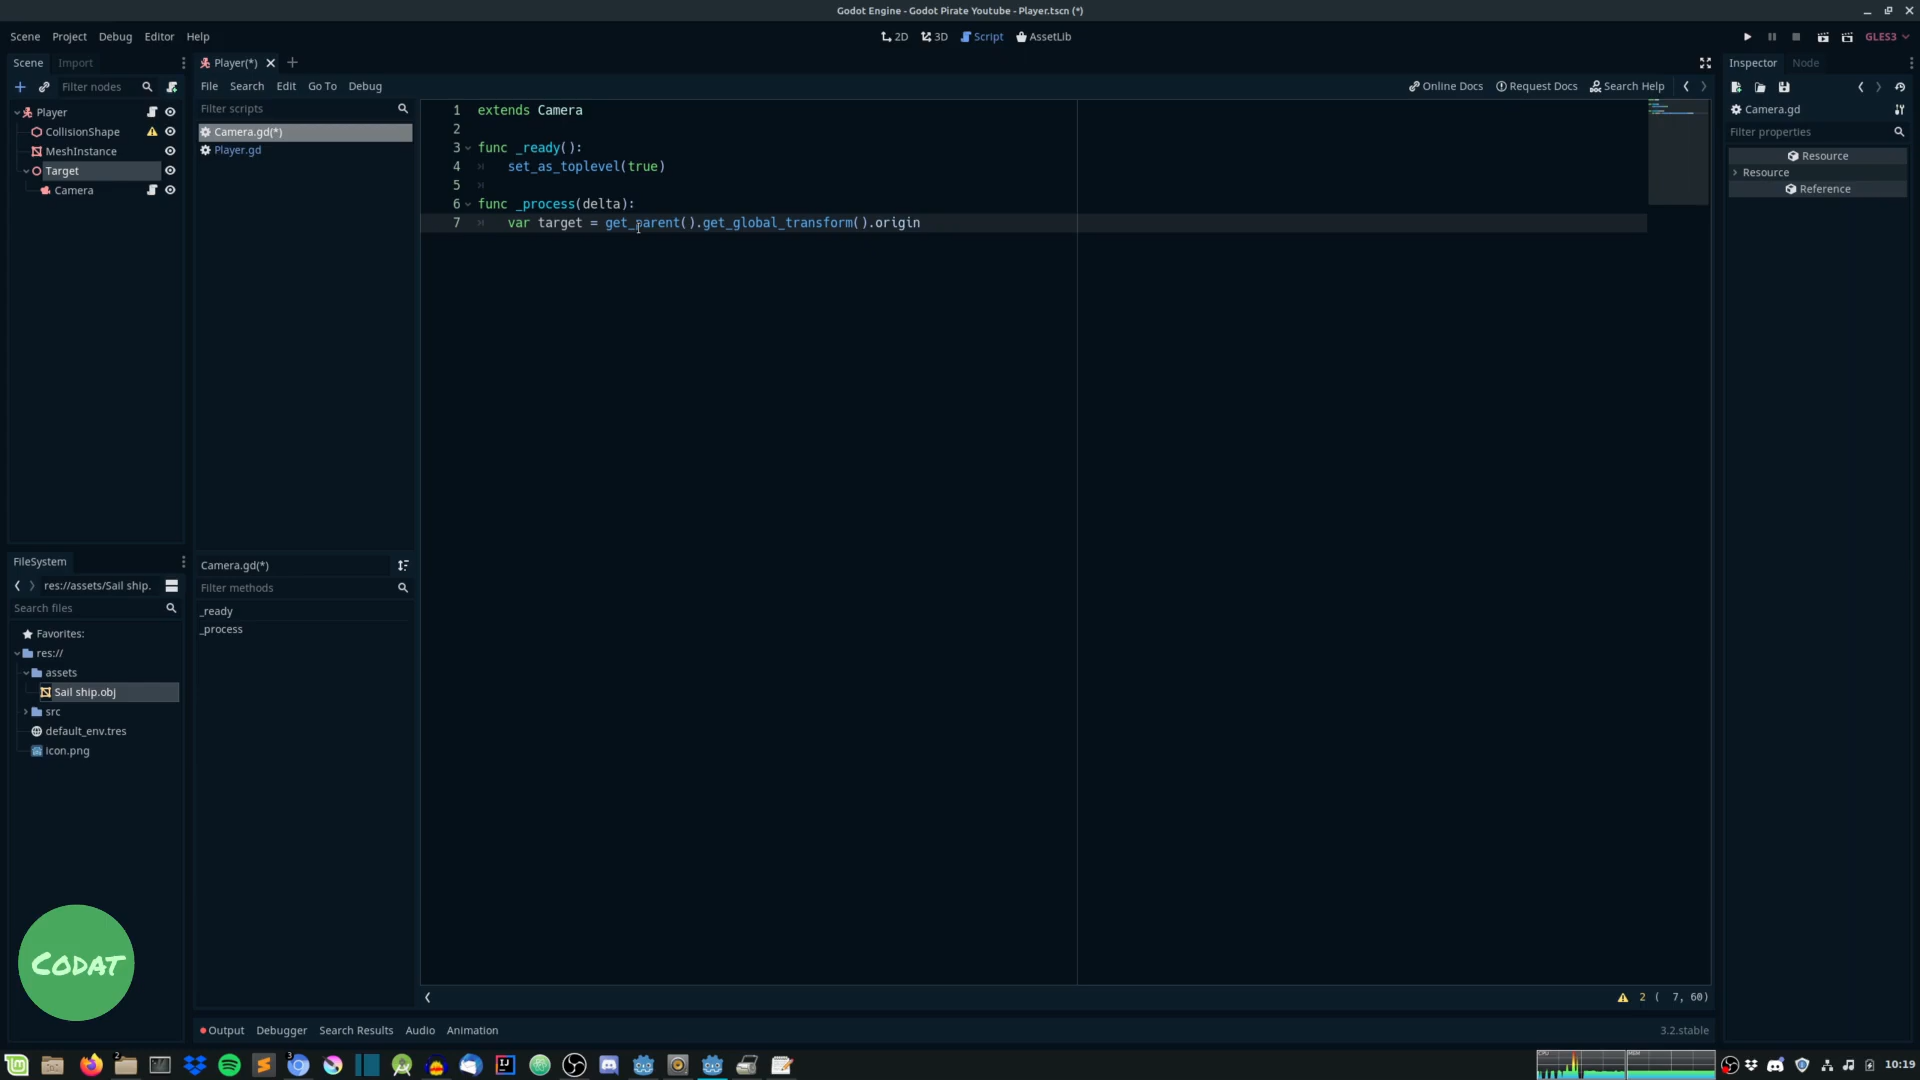 Godot Engine - Godot Pirate Youtube - Player.tscn (*)
Scene Project Debug Editor Help
2D 3D Script AssetLib
GLES3
Scene Import
Filter nodes
Player
CollisionShape
MeshInstance
Target
Camera
Player(*)
File Search Edit Go To Debug
Online Docs Request Docs Search Help
Filter scripts
Camera.gd(*)
Player.gd
1 extends Camera
2
3 func _ready():
4 set_as_toplevel(true)
5
6 func _process(delta):
7 var target = get_parent().get_global_transform().origin
Inspector Node
Camera.gd
Filter properties
Resource
Resource
Reference
FileSystem
res://assets/Sail ship.
Search files
Favorites:
res://
assets
Sail ship.obj
src
default_env.tres
icon.png
Camera.gd(*)
Filter methods
_ready
_process
CODAT
2 ( 7, 60)
Output Debugger Search Results Audio Animation
3.2.stable
2
3
CPU
MEM
10:19